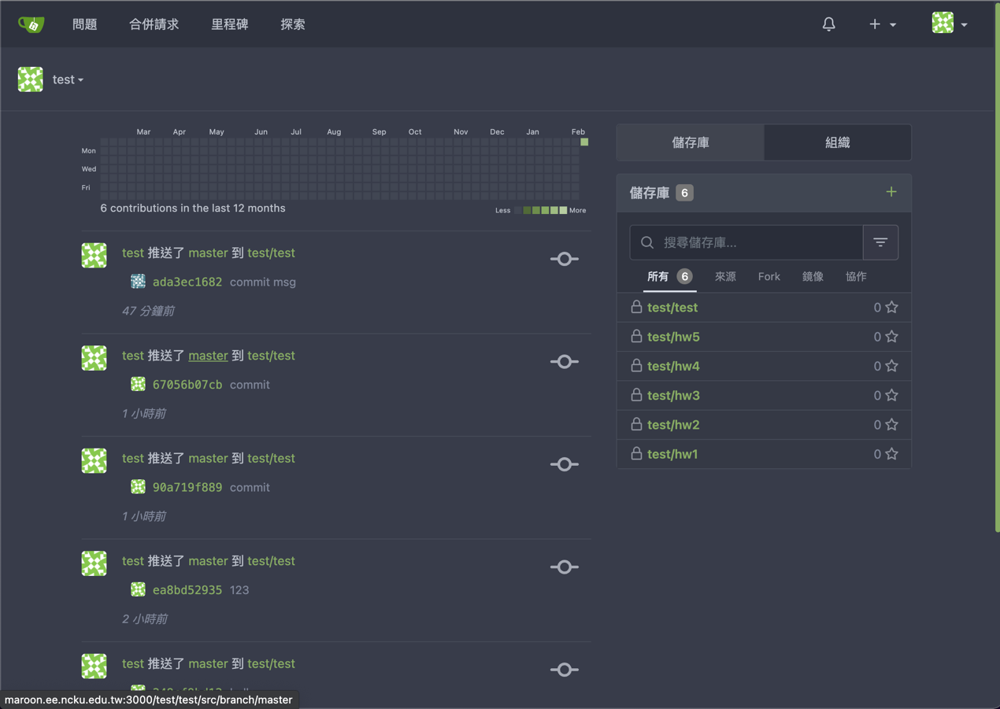 問題 合併請求 里程碑 探索
test
Mar Apr May Jun Jul Aug Sep Oct Nov Dec Jan Feb
Mon
Wed
Fri
6 contributions in the last 12 months
Less More
test 推送了 master 到 test/test
ada3ec1682 commit msg
47 分鐘前
test 推送了 master 到 test/test
67056b07cb commit
1 小時前
test 推送了 master 到 test/test
90a719f889 commit
1 小時前
test 推送了 master 到 test/test
ea8bd52935 123
2 小時前
test 推送了 master 到 test/test
maroon.ee.ncku.edu.tw:3000/test/test/src/branch/master
儲存庫 組織
儲存庫 6
搜尋儲存庫...
所有 6 來源 Fork 鏡像 協作
test/test 0
test/hw5 0
test/hw4 0
test/hw3 0
test/hw2 0
test/hw1 0